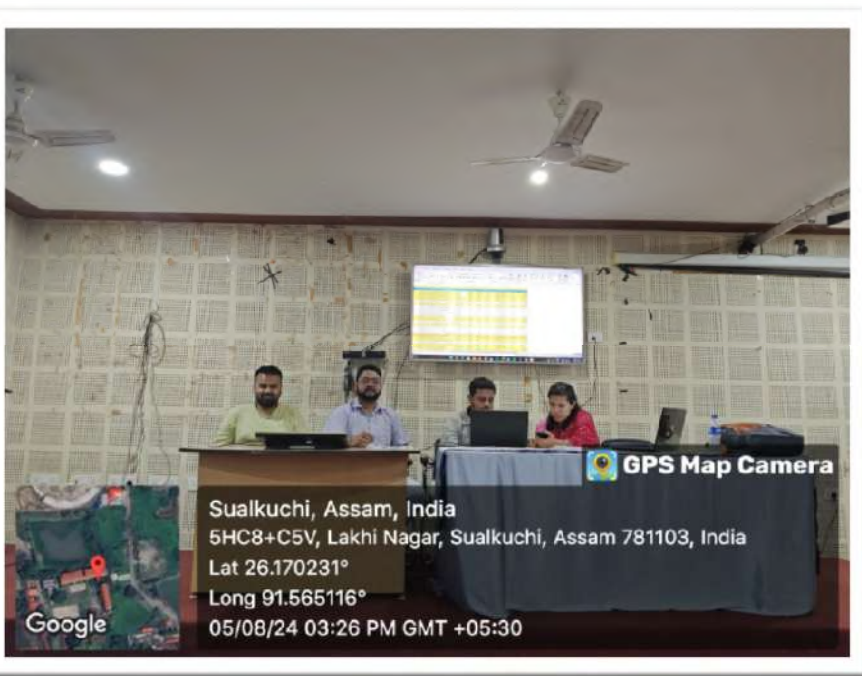 GPS Map Camera
Sualkuchi, Assam, India
5HC8+C5V, Lakhi Nagar, Sualkuchi, Assam 781103, India
Lat 26.170231°
Long 91.565116°
05/08/24 03:26 PM GMT +05:30
Google